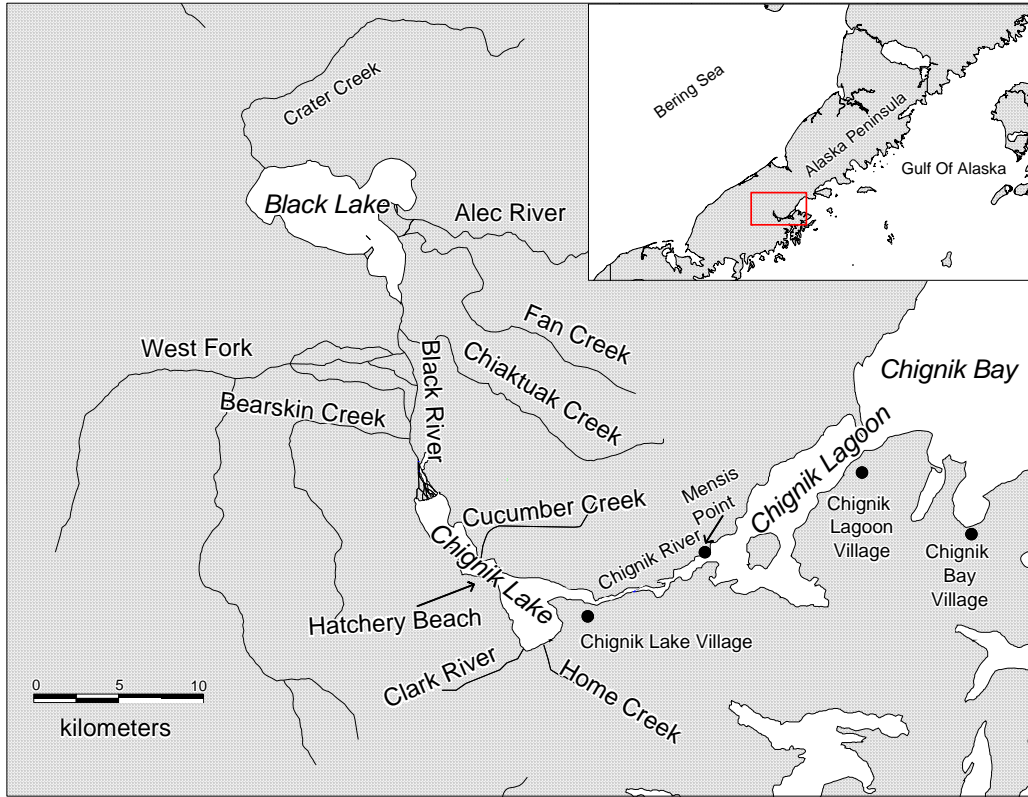 Crater Creek
Black Lake
Alec River
Bering Sea
Alaska Peninsula
Gulf Of Alaska
Fan Creek
West Fork
Black River
Chiaktuak Creek
Bearskin Creek
Chignik Bay
Chignik Lagoon
Mensis
Point
Chignik
Lagoon
Village
Cucumber Creek
Chignik River
Chignik
Bay
Village
Chignik Lake
Hatchery Beach
Chignik Lake Village
Clark River
Home Creek
0 5 10
kilometers